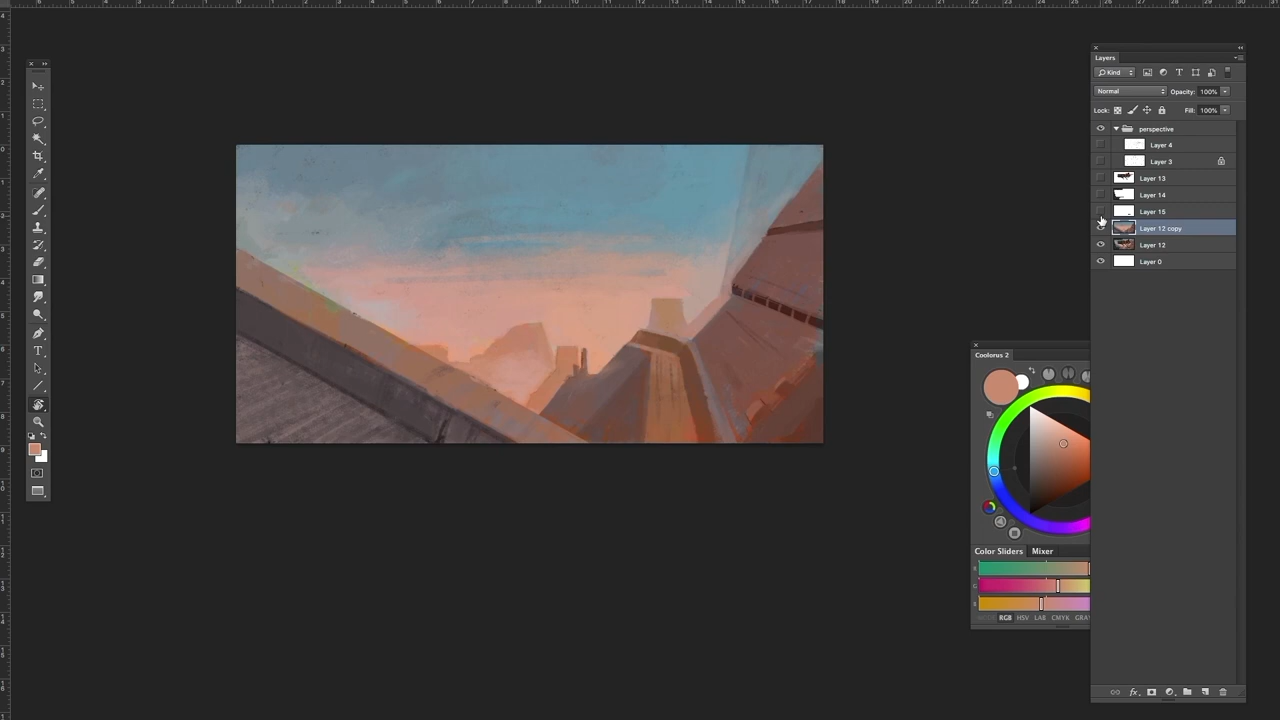 Layers
Kind
Normal Opacity: 100%
Lock: Fill: 100%
perspective
Layer 4
Layer 3
Layer 13
Layer 14
Layer 15
Layer 12 copy
Layer 12
Layer 0
Coolorus 2
Color Sliders Mixer
RGB HSV LAB CMYK GRAY